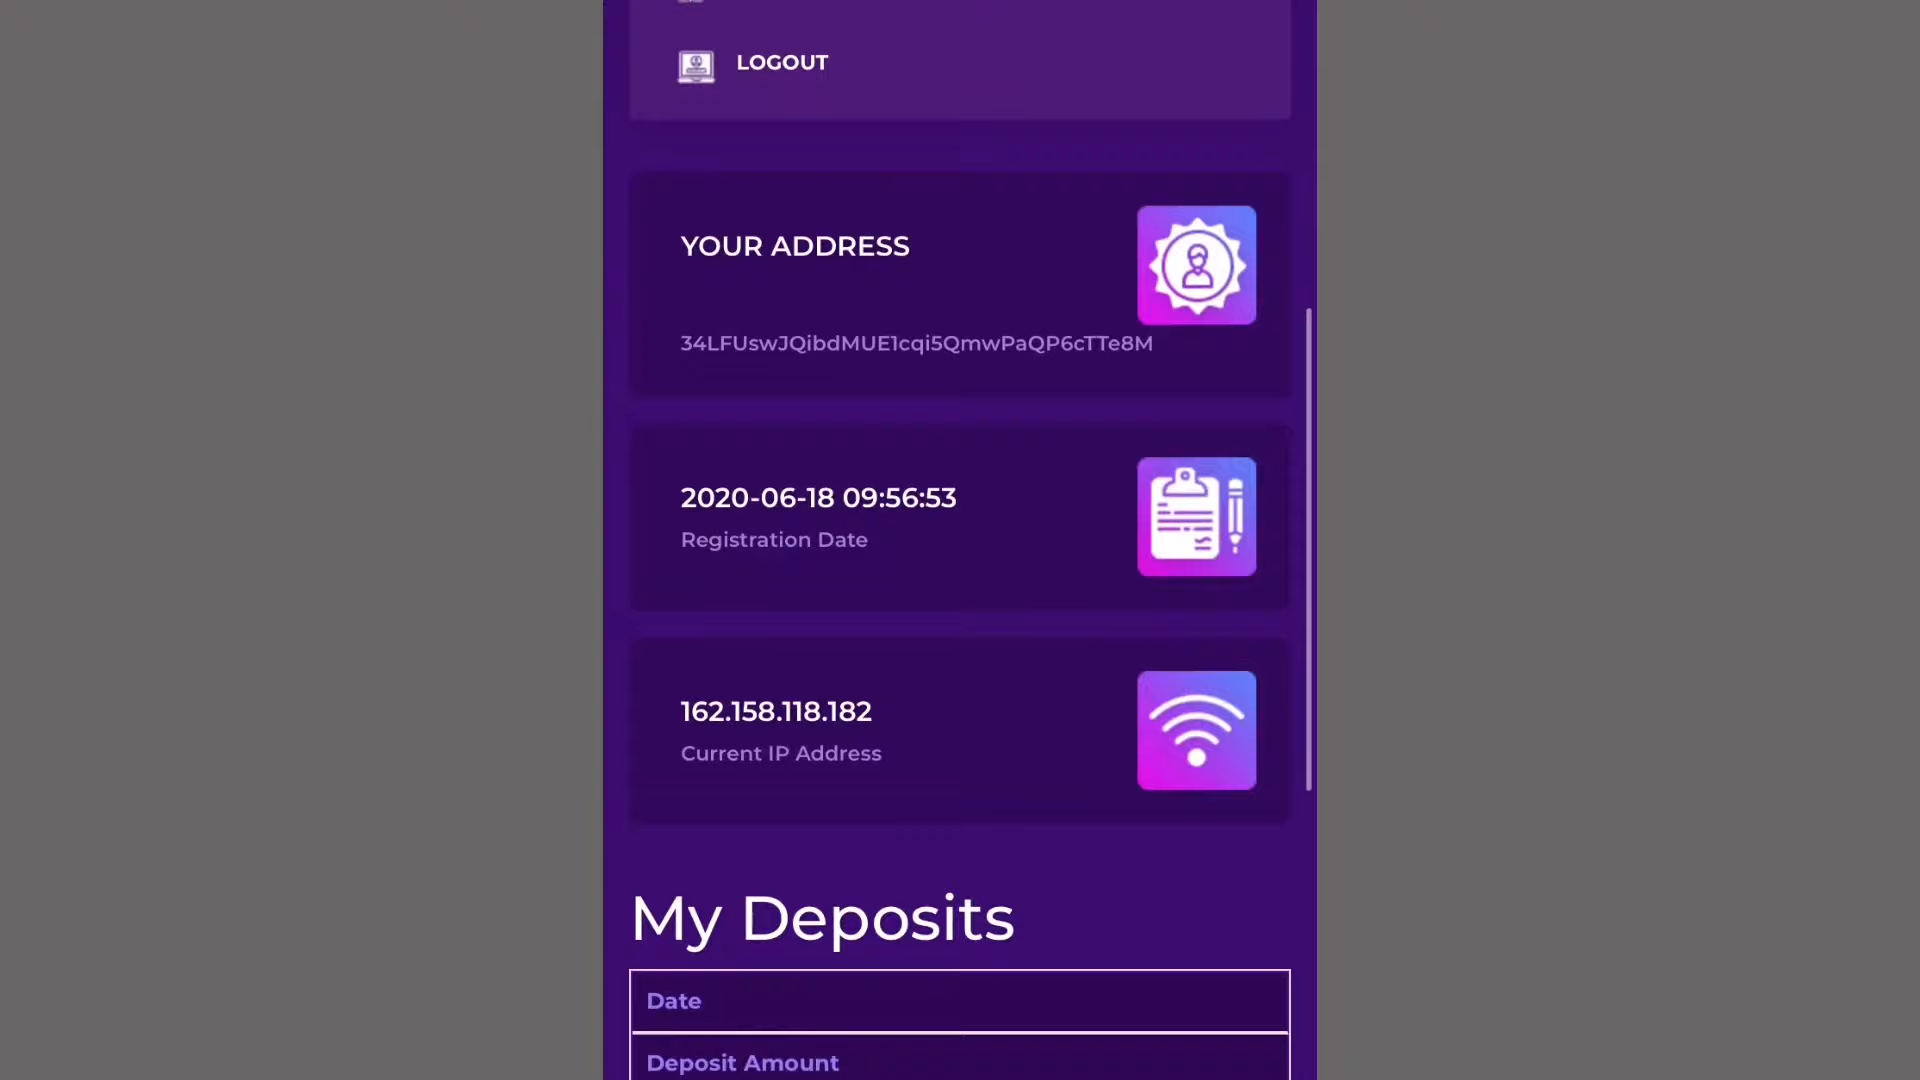 LOGOUT
YOUR ADDRESS
34LFUswJQibdMUE1cqi5QmwPaQP6cTTe8M
2020-06-18 09:56:53
Registration Date
162.158.118.182
Current IP Address
My Deposits
Date
Deposit Amount